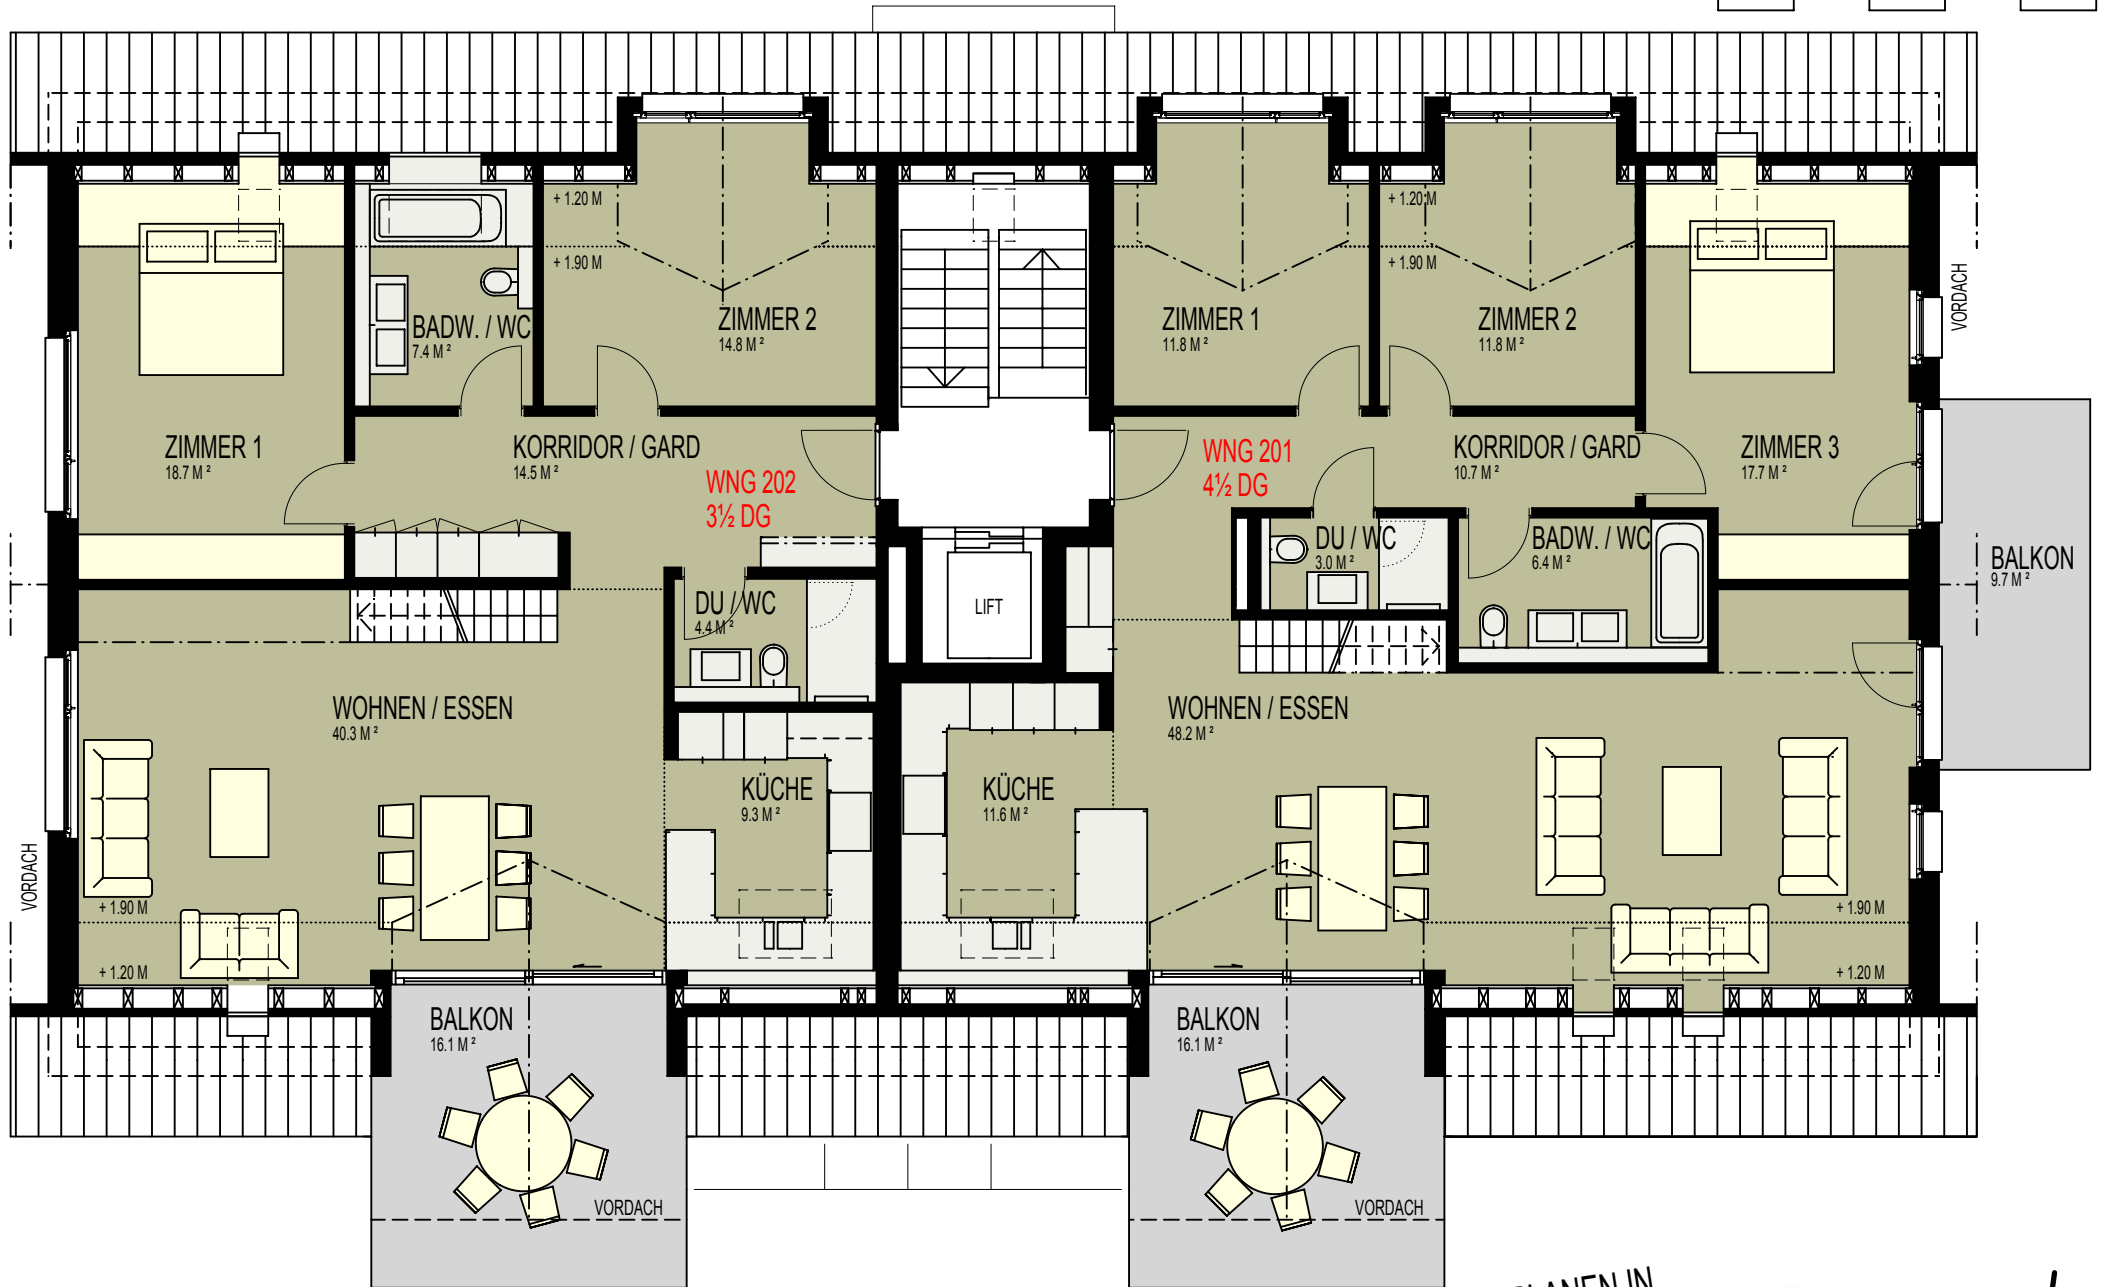 + 1.20 M
+ 1.90 M
ZIMMER 2
14.8 M²
BADW. / WC
7.4 M²
ZIMMER 1
18.7 M²
KORRIDOR / GARD
14.5 M²
WNG 202
3½ DG
DU / WC
4.4 M²
WOHNEN / ESSEN
40.3 M²
KÜCHE
9.3 M²
VORDACH
+ 1.90 M
+ 1.20 M
BALKON
16.1 M²
VORDACH
LIFT
ZIMMER 1
11.8 M²
+ 1.20 M
+ 1.90 M
ZIMMER 2
11.8 M²
WNG 201
4½ DG
KORRIDOR / GARD
10.7 M²
ZIMMER 3
17.7 M²
VORDACH
DU / WC
3.0 M²
BADW. / WC
6.4 M²
BALKON
9.7 M²
WOHNEN / ESSEN
48.2 M²
KÜCHE
11.6 M²
+ 1.90 M
+ 1.20 M
BALKON
16.1 M²
VORDACH